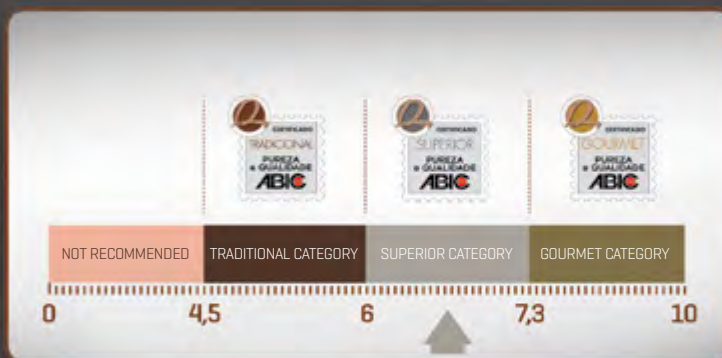 CERTIFICADO
TRADICIONAL
PUREZA
e QUALIDADE
ABIC
CERTIFICADO
SUPERIOR
PUREZA
e QUALIDADE
ABIC
CERTIFICADO
GOURMET
PUREZA
e QUALIDADE
ABIC
NOT RECOMMENDED
TRADITIONAL CATEGORY
SUPERIOR CATEGORY
GOURMET CATEGORY
0
4,5
6
7,3
10